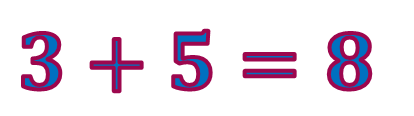 3 + 5 = 8